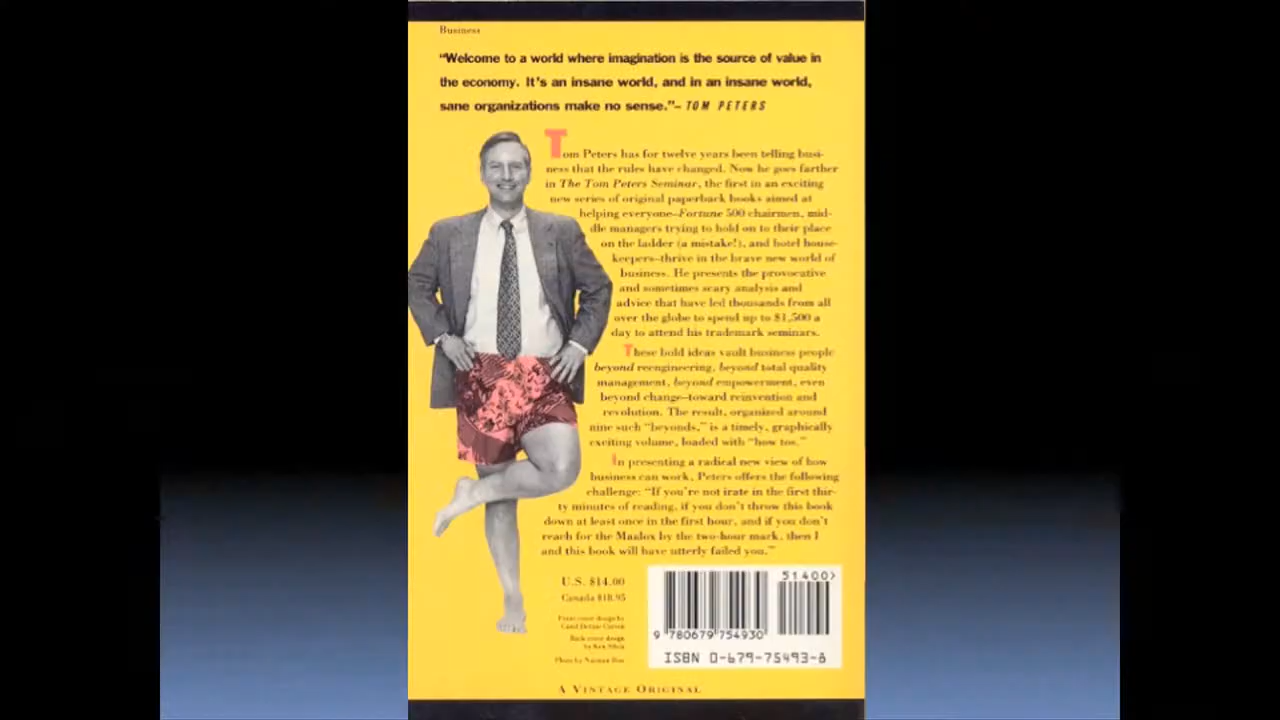 Business
"Welcome to a world where imagination is the source of value in
the economy. It's an insane world, and in an insane world,
sane organizations make no sense."– TOM PETERS
Tom Peters has for twelve years been telling busi-
ness that the rules have changed. Now he goes farther
in The Tom Peters Seminar, the first in an exciting
new series of original paperback books aimed at
helping everyone–Fortune 500 chairmen, mid-
dle managers trying to hold on to their place
on the ladder (a mistake!), and hotel house-
keepers–thrive in the brave new world of
business. He presents the provocative
and sometimes scary analysis and
advice that have led thousands from all
over the globe to spend up to $1,500 a
day to attend his trademark seminars.
These bold ideas vault business people
beyond reengineering, beyond total quality
management, beyond empowerment, even
beyond change–toward reinvention and
revolution. The result, organized around
nine such "beyonds," is a timely, graphically
exciting volume, loaded with "how tos."
In presenting a radical new view of how
business can work, Peters offers the following
challenge: "If you're not irate in the first thir-
ty minutes of reading, if you don't throw this book
down at least once in the first hour, and if you don't
reach for the Maalox by the two-hour mark, then I
and this book will have utterly failed you."
U.S. $14.00
Canada $18.95
Front cover design by
Back cover design
by
Photo by
51400>
9 780679 754930
ISBN 0-679-75493-8
A VINTAGE ORIGINAL